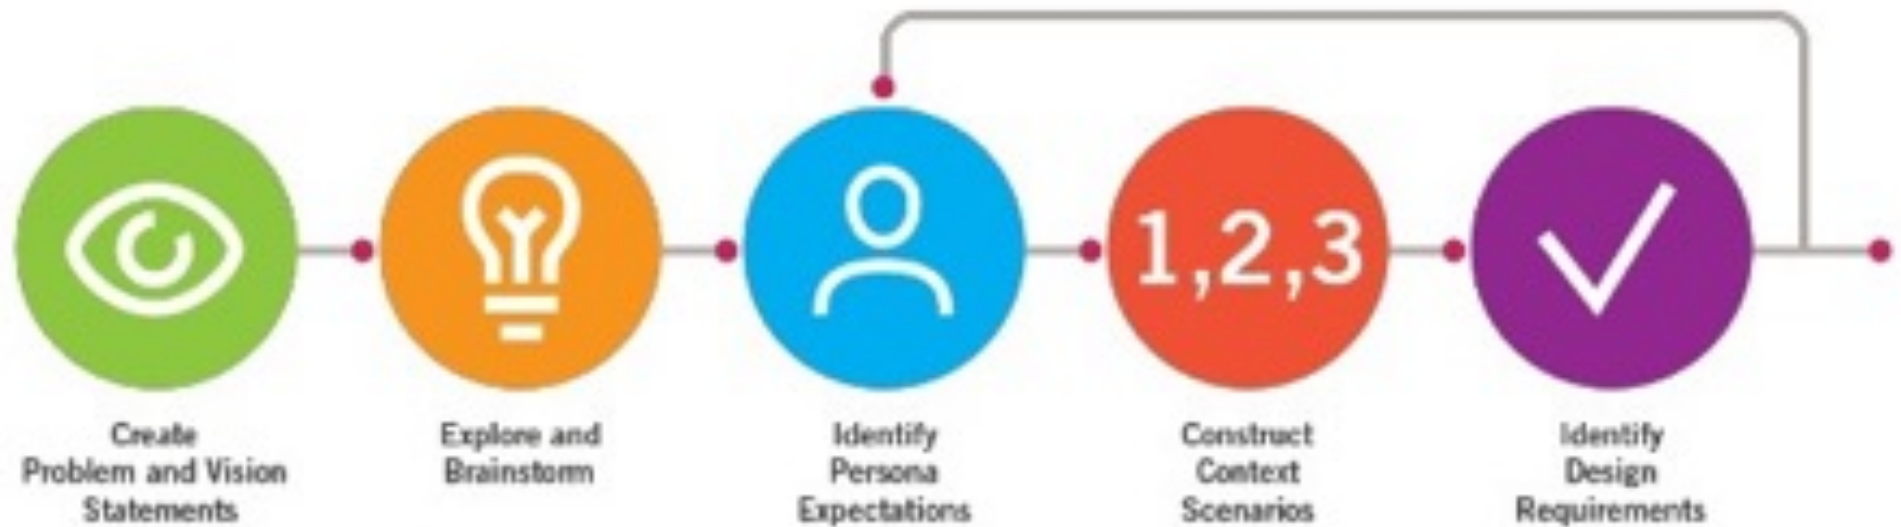 1,2,3
Create
Problem and Vision
Statements
Explore and
Brainstorm
Identify
Persona
Expectations
Construct
Context
Scenarios
Identify
Design
Requirements